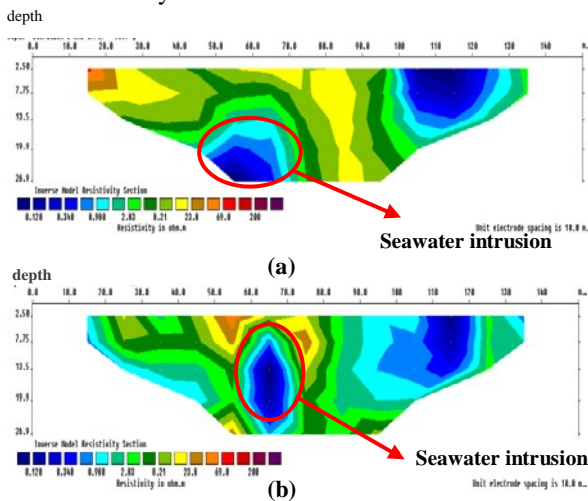 depth
0.0 10.0 20.0 30.0 40.0 50.0 60.0 70.0 80.0 90.0 100 110 120 130 140 m.
2.50
7.75
13.5
19.9
26.9
Inverse Model Resistivity Section
0.120 0.340 0.980 2.83 8.21 23.8 69.0 200
Resistivity in ohm.m
Unit electrode spacing is 10.0 m.
Seawater intrusion
(a)
depth
0.0 10.0 20.0 30.0 40.0 50.0 60.0 70.0 80.0 90.0 100 110 120 130 140 m.
2.50
7.75
13.5
19.9
26.9
Inverse Model Resistivity Section
0.120 0.340 0.980 2.83 8.21 23.8 69.0 200
Resistivity in ohm.m
Unit electrode spacing is 10.0 m.
Seawater intrusion
(b)